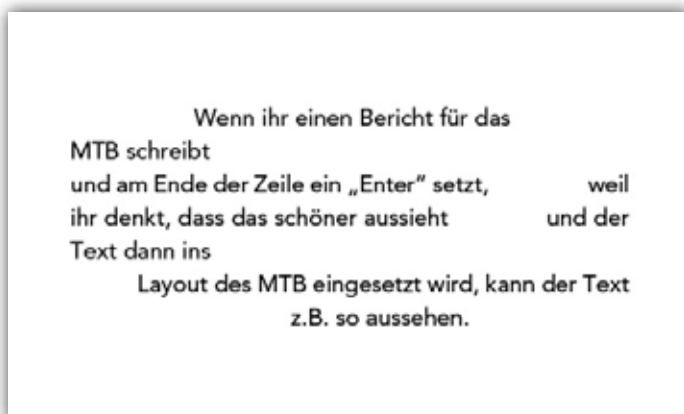 Wenn ihr einen Bericht für das
MTB schreibt
und am Ende der Zeile ein „Enter" setzt, weil
ihr denkt, dass das schöner aussieht und der
Text dann ins
Layout des MTB eingesetzt wird, kann der Text
z.B. so aussehen.